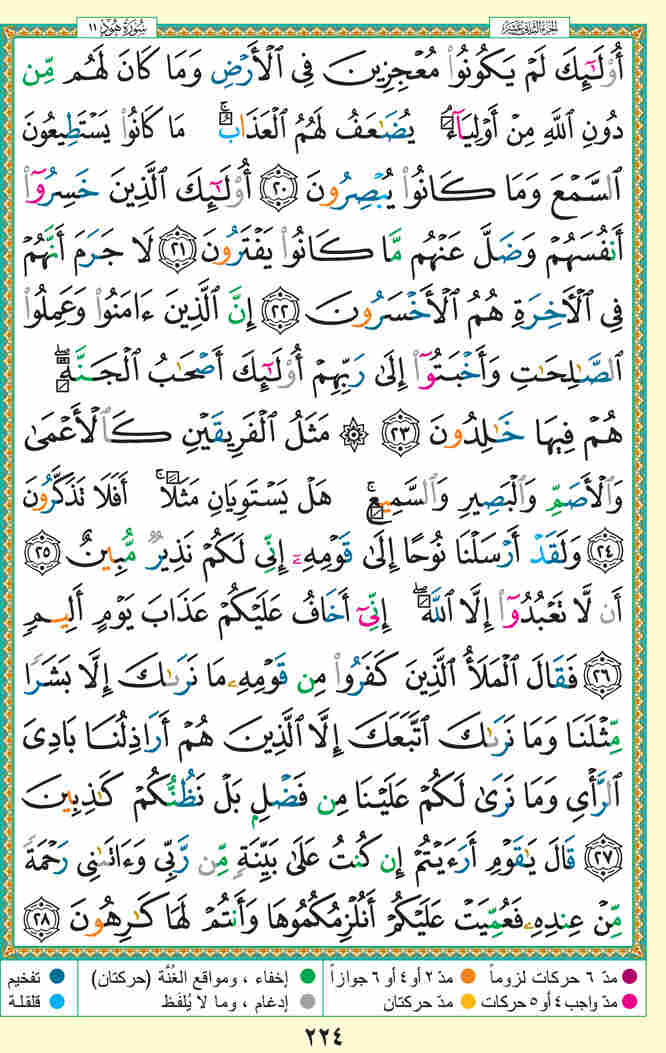 سُورَةُ هُودٍ ١١
الجزء الثاني عشر
أُوْلَٰٓئِكَ لَمْ يَكُونُوا۟ مُعْجِزِينَ فِى ٱلْأَرْضِ وَمَا كَانَ لَهُم مِّن
دُونِ ٱللَّهِ مِنْ أَوْلِيَآءَ ۘ يُضَٰعَفُ لَهُمُ ٱلْعَذَابُ ۚ مَا كَانُوا۟ يَسْتَطِيعُونَ
ٱلسَّمْعَ وَمَا كَانُوا۟ يُبْصِرُونَ ٢٠ أُو۟لَٰٓئِكَ ٱلَّذِينَ خَسِرُوٓا۟
أَنفُسَهُمْ وَضَلَّ عَنْهُم مَّا كَانُوا۟ يَفْتَرُونَ ٢١ لَا جَرَمَ أَنَّهُمْ
فِى ٱلْأَخِرَةِ هُمُ ٱلْأَخْسَرُونَ ٢٢ إِنَّ ٱلَّذِينَ ءَامَنُوا۟ وَعَمِلُوا۟
ٱلصَّٰلِحَٰتِ وَأَخْبَتُوٓا۟ إِلَىٰ رَبِّهِمْ أُو۟لَٰٓئِكَ أَصْحَٰبُ ٱلْجَنَّةِ ۖ
هُمْ فِيهَا خَٰلِدُونَ ٢٣ ۞ مَثَلُ ٱلْفَرِيقَيْنِ كَٱلْأَعْمَىٰ
وَٱلْأَصَمِّ وَٱلْبَصِيرِ وَٱلسَّمِيعِ ۚ هَلْ يَسْتَوِيَانِ مَثَلًا ۚ أَفَلَا تَذَكَّرُونَ
٢٤ وَلَقَدْ أَرْسَلْنَا نُوحًا إِلَىٰ قَوْمِهِۦٓ إِنِّى لَكُمْ نَذِيرٌ مُّبِينٌ ٢٥
أَن لَّا تَعْبُدُوٓا۟ إِلَّا ٱللَّهَ ۖ إِنِّىٓ أَخَافُ عَلَيْكُمْ عَذَابَ يَوْمٍ أَلِيمٍ
٢٦ فَقَالَ ٱلْمَلَأُ ٱلَّذِينَ كَفَرُوا۟ مِن قَوْمِهِۦ مَا نَرَىٰكَ إِلَّا بَشَرًا
مِّثْلَنَا وَمَا نَرَىٰكَ ٱتَّبَعَكَ إِلَّا ٱلَّذِينَ هُمْ أَرَاذِلُنَا بَادِىَ
ٱلرَّأْىِ وَمَا نَرَىٰ لَكُمْ عَلَيْنَا مِن فَضْلٍ بَلْ نَظُنُّكُمْ كَٰذِبِينَ
٢٧ قَالَ يَٰقَوْمِ أَرَءَيْتُمْ إِن كُنتُ عَلَىٰ بَيِّنَةٍ مِّن رَّبِّى وَءَاتَىٰنِى رَحْمَةً
مِّنْ عِندِهِۦ فَعُمِّيَتْ عَلَيْكُمْ أَنُلْزِمُكُمُوهَا وَأَنتُمْ لَهَا كَٰرِهُونَ ٢٨
مدّ ٦ حركات لزوماً مدّ ٢ أو ٤ أو ٦ جوازاً إخفاء ، ومواقع الغُنَّة (حركتان) تفخيم
مدّ واجب ٤ أو ٥ حركات مدّ حركتان إدغام ، وما لا يُلفَظ قلقلة
٢٢٤